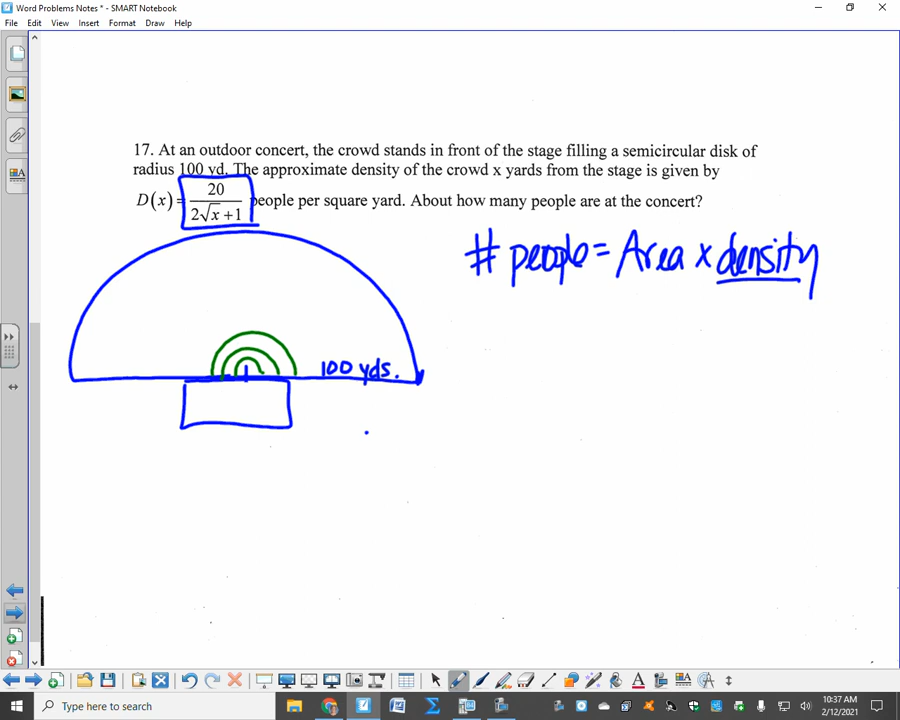 Word Problems Notes * - SMART Notebook
File Edit View Insert Format Draw Help
17. At an outdoor concert, the crowd stands in front of the stage filling a semicircular disk of
radius 100 yd. The approximate density of the crowd x yards from the stage is given by
D(x) = 20 / (2√x + 1) people per square yard. About how many people are at the concert?
# people = Area x density
100 yds.
Type here to search
10:37 AM
2/12/2021